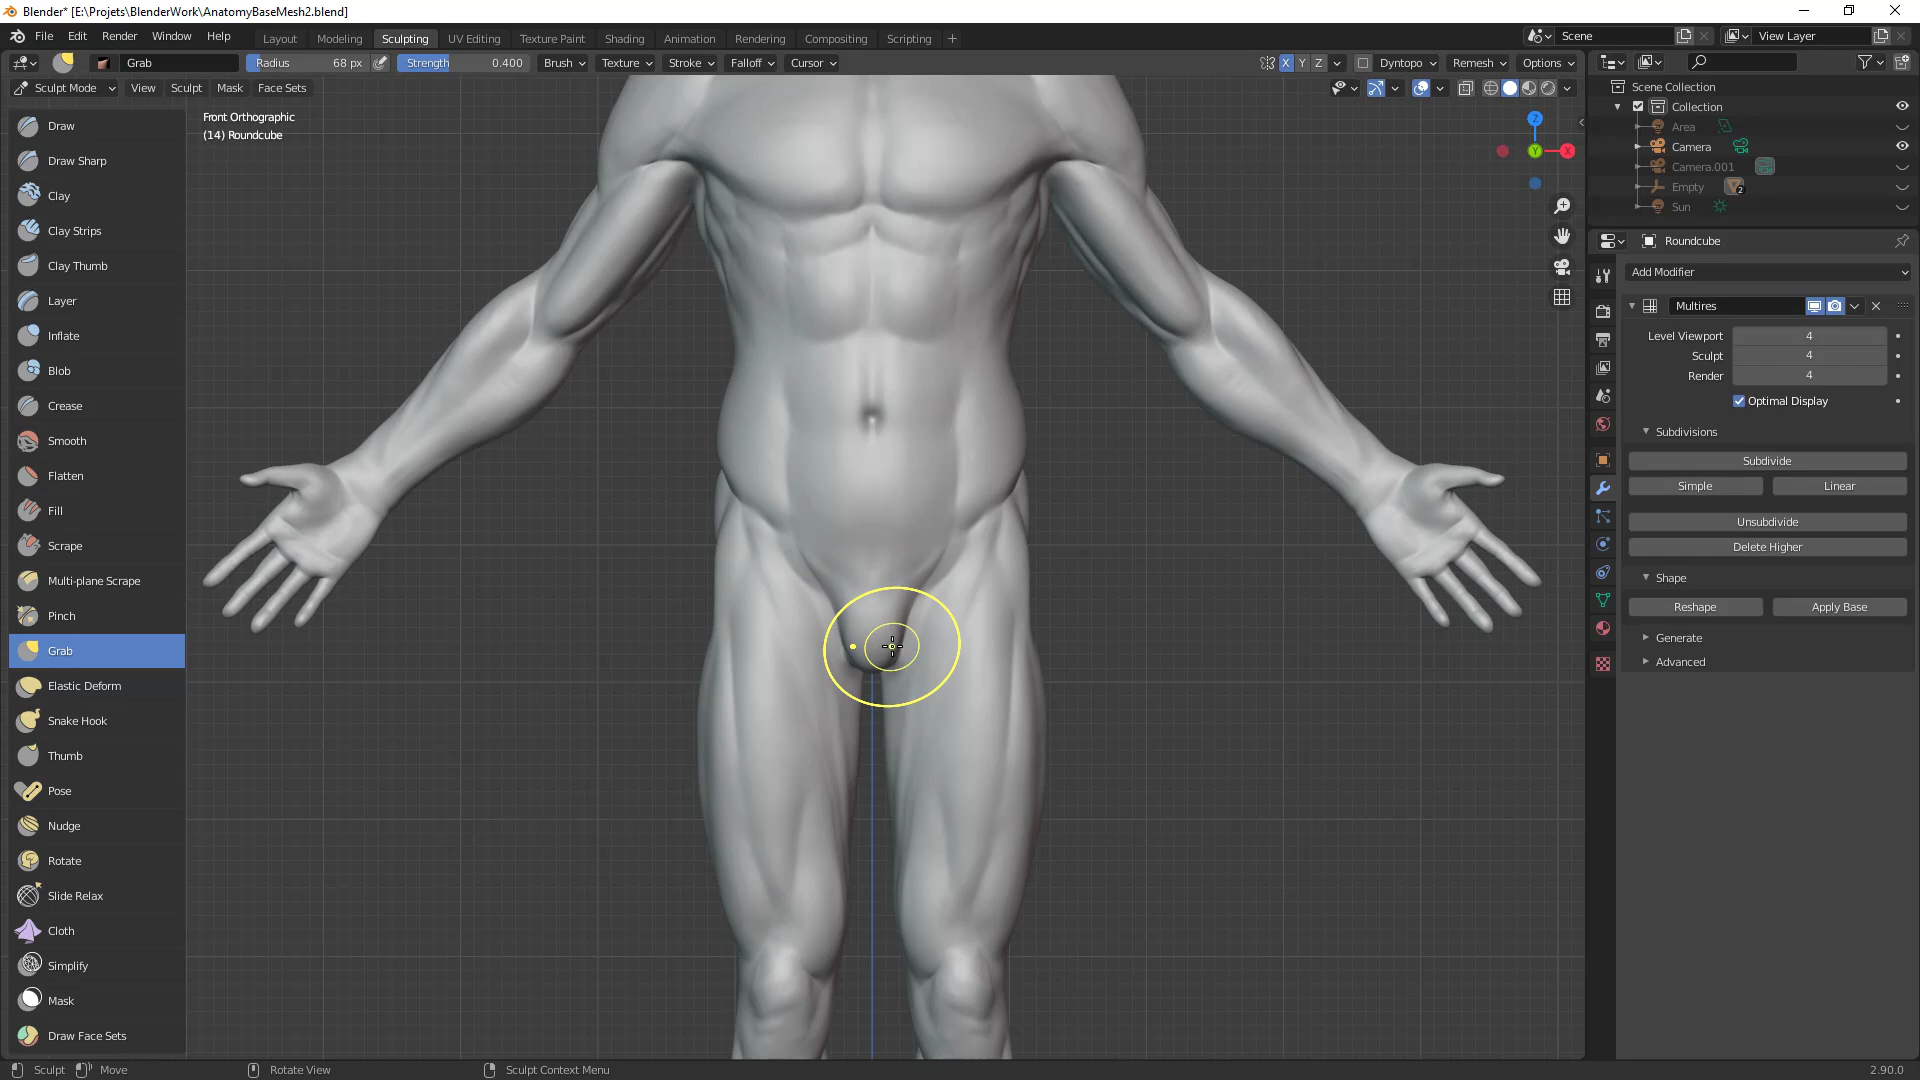 Blender* [E:\Projets\BlenderWork\AnatomyBaseMesh2.blend]
File Edit Render Window Help Layout Modeling Sculpting UV Editing Texture Paint Shading Animation Rendering Compositing Scripting Scene View Layer
Grab Radius 68 px Strength 0.400 Brush Texture Stroke Falloff Cursor X Y Z Dyntopo Remesh Options
Sculpt Mode View Sculpt Mask Face Sets
Front Orthographic
(14) Roundcube
Draw
Draw Sharp
Clay
Clay Strips
Clay Thumb
Layer
Inflate
Blob
Crease
Smooth
Flatten
Fill
Scrape
Multi-plane Scrape
Pinch
Grab
Elastic Deform
Snake Hook
Thumb
Pose
Nudge
Rotate
Slide Relax
Cloth
Simplify
Mask
Draw Face Sets
Z
Y X
Scene Collection
Collection
Area
Camera
Camera.001
Empty 2
Sun
Roundcube
Add Modifier
Multires
Level Viewport 4
Sculpt 4
Render 4
Optimal Display
Subdivisions
Subdivide
Simple Linear
Unsubdivide
Delete Higher
Shape
Reshape Apply Base
Generate
Advanced
Sculpt Move Rotate View Sculpt Context Menu 2.90.0